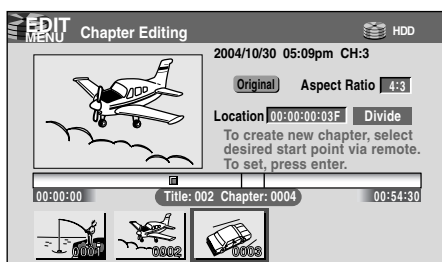 EDIT
MENU
Chapter Editing
HDD
2004/10/30 05:09pm CH:3
Original Aspect Ratio 4:3
Location 00:00:00:03F Divide
To create new chapter, select
desired start point via remote.
To set, press enter.
00:00:00 Title: 002 Chapter: 0004 00:54:30
0001 0002 0003